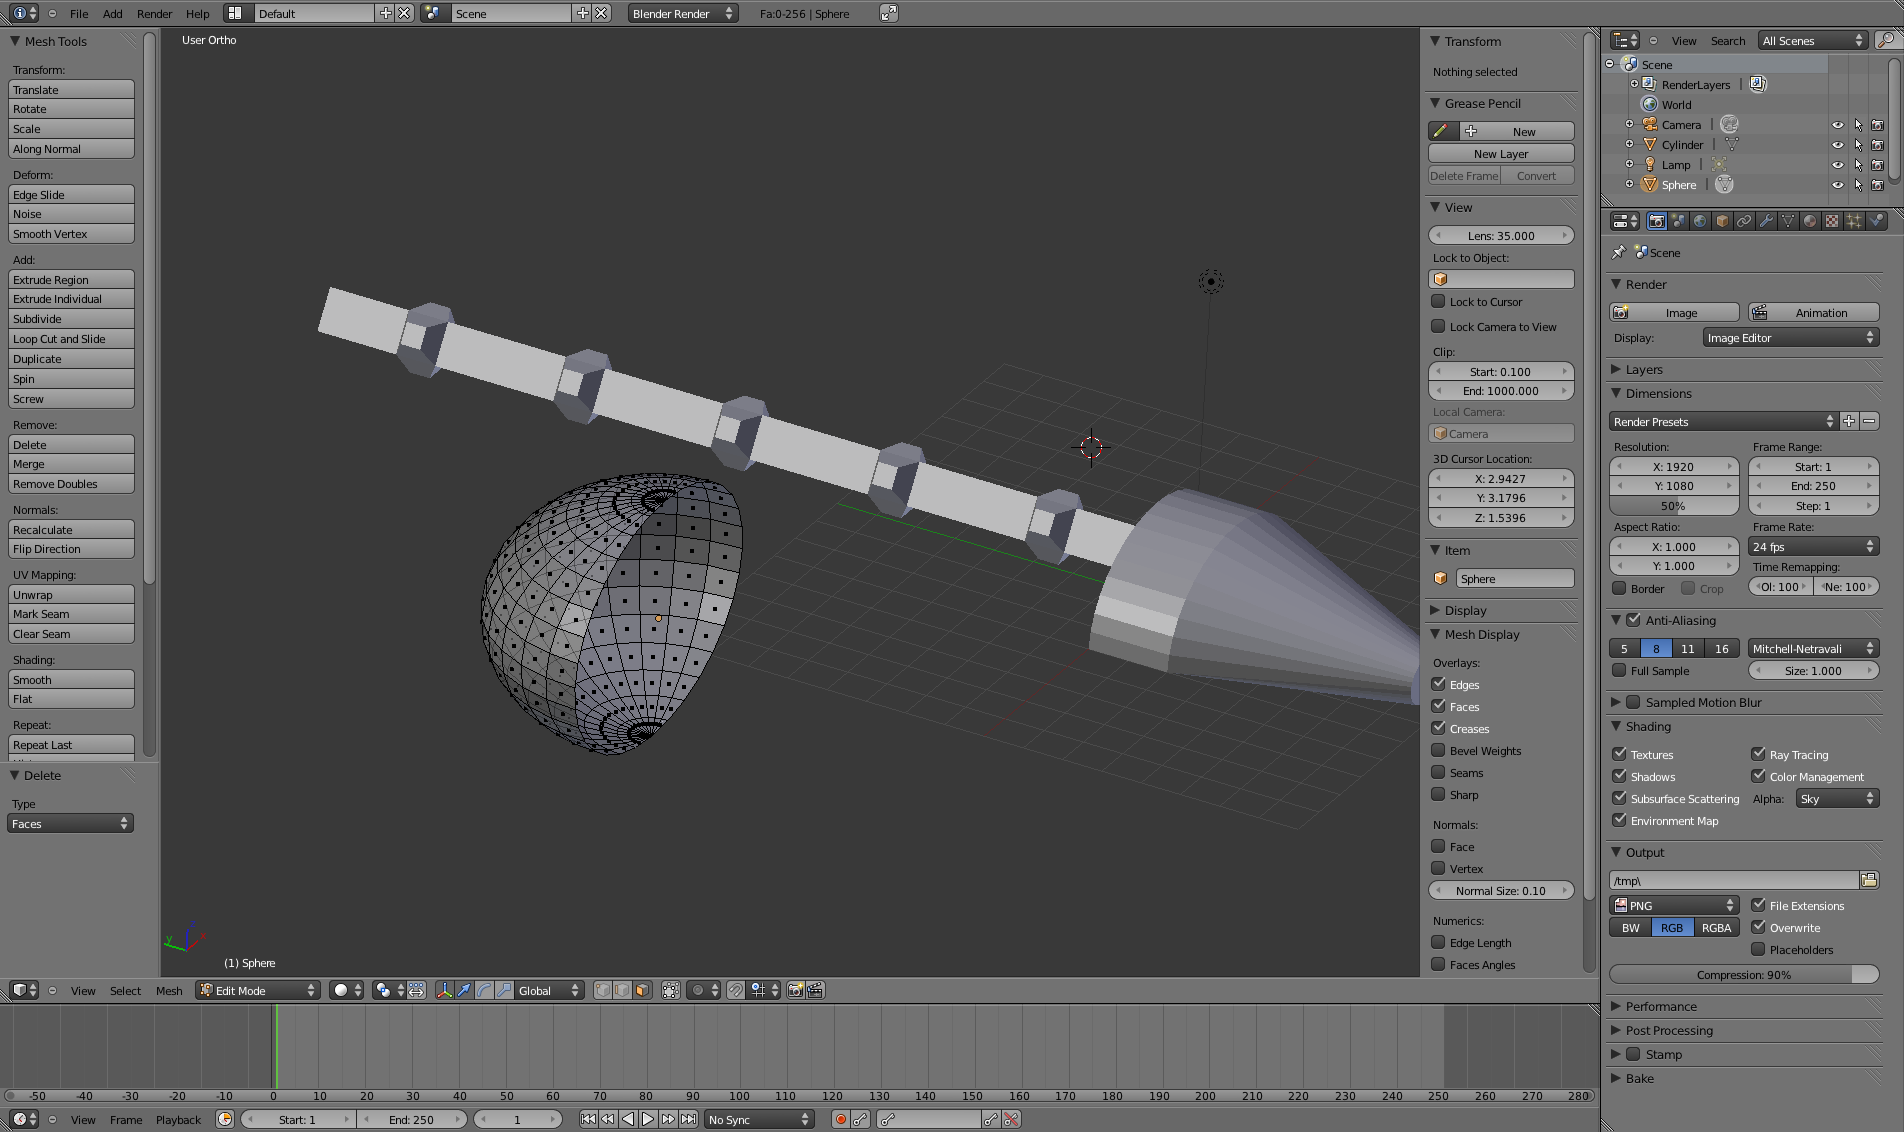 File Add Render Help Default Scene Blender Render Fa:0-256 | Sphere
Mesh Tools
Transform:
Translate
Rotate
Scale
Along Normal
Deform:
Edge Slide
Noise
Smooth Vertex
Add:
Extrude Region
Extrude Individual
Subdivide
Loop Cut and Slide
Duplicate
Spin
Screw
Remove:
Delete
Merge
Remove Doubles
Normals:
Recalculate
Flip Direction
UV Mapping:
Unwrap
Mark Seam
Clear Seam
Shading:
Smooth
Flat
Repeat:
Repeat Last
Delete
Type
Faces
User Ortho
y
(1) Sphere
Transform
Nothing selected
Grease Pencil
New
New Layer
Delete Frame Convert
View
Lens: 35.000
Lock to Object:
Lock to Cursor
Lock Camera to View
Clip:
Start: 0.100
End: 1000.000
Local Camera:
Camera
3D Cursor Location:
X: 2.9427
Y: 3.1796
Z: 1.5396
Item
Sphere
Display
Mesh Display
Overlays:
Edges
Faces
Creases
Bevel Weights
Seams
Sharp
Normals:
Face
Vertex
Normal Size: 0.10
Numerics:
Edge Length
Faces Angles
View Search All Scenes
Scene
RenderLayers |
World
Camera |
Cylinder |
Lamp |
Sphere |
Scene
Render
Image Animation
Display: Image Editor
Layers
Dimensions
Render Presets
Resolution: Frame Range:
X: 1920 Start: 1
Y: 1080 End: 250
50% Step: 1
Aspect Ratio: Frame Rate:
X: 1.000 24 fps
Y: 1.000 Time Remapping:
Border Crop Ol: 100 Ne: 100
Anti-Aliasing
5 8 11 16 Mitchell-Netravali
Full Sample Size: 1.000
Sampled Motion Blur
Shading
Textures Ray Tracing
Shadows Color Management
Subsurface Scattering Alpha: Sky
Environment Map
Output
/tmp\
PNG File Extensions
BW RGB RGBA Overwrite
Placeholders
Compression: 90%
Performance
Post Processing
Stamp
Bake
View Select Mesh Edit Mode Global
-50 -40 -30 -20 -10 0 10 20 30 40 50 60 70 80 90 100 110 120 130 140 150 160 170 180 190 200 210 220 230 240 250 260 270 280
View Frame Playback Start: 1 End: 250 1 No Sync